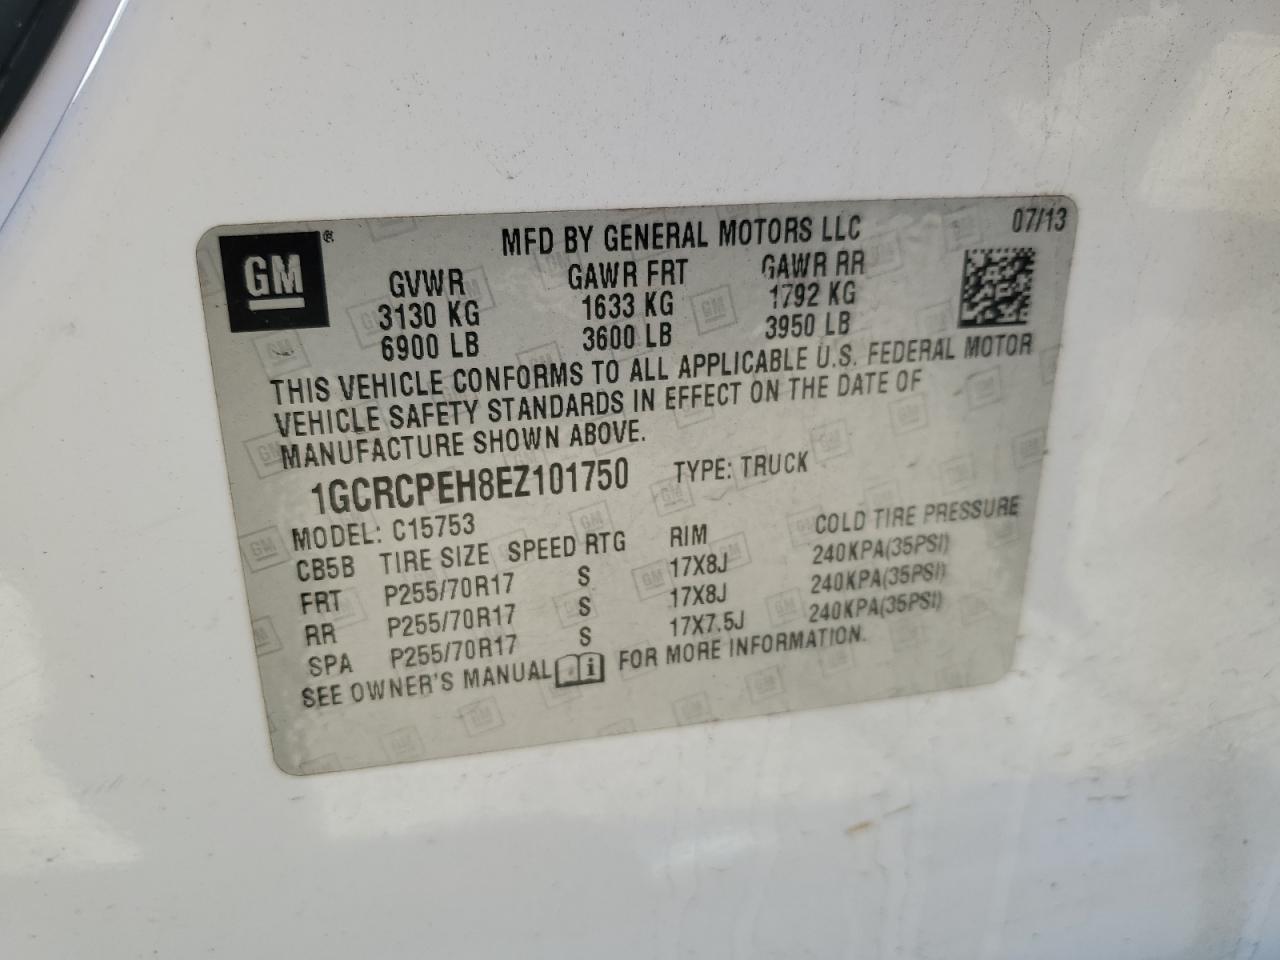 GM ®
MFD BY GENERAL MOTORS LLC 07/13
GVWR GAWR FRT GAWR RR
3130 KG 1633 KG 1792 KG
6900 LB 3600 LB 3950 LB
THIS VEHICLE CONFORMS TO ALL APPLICABLE U.S. FEDERAL MOTOR
VEHICLE SAFETY STANDARDS IN EFFECT ON THE DATE OF
MANUFACTURE SHOWN ABOVE.
1GCRCPEH8EZ101750 TYPE: TRUCK
MODEL: C15753
CB5B TIRE SIZE SPEED RTG RIM COLD TIRE PRESSURE
FRT P255/70R17 S 17X8J 240KPA(35PSI)
RR P255/70R17 S 17X8J 240KPA(35PSI)
SPA P255/70R17 S 17X7.5J 240KPA(35PSI)
SEE OWNER'S MANUAL i FOR MORE INFORMATION.